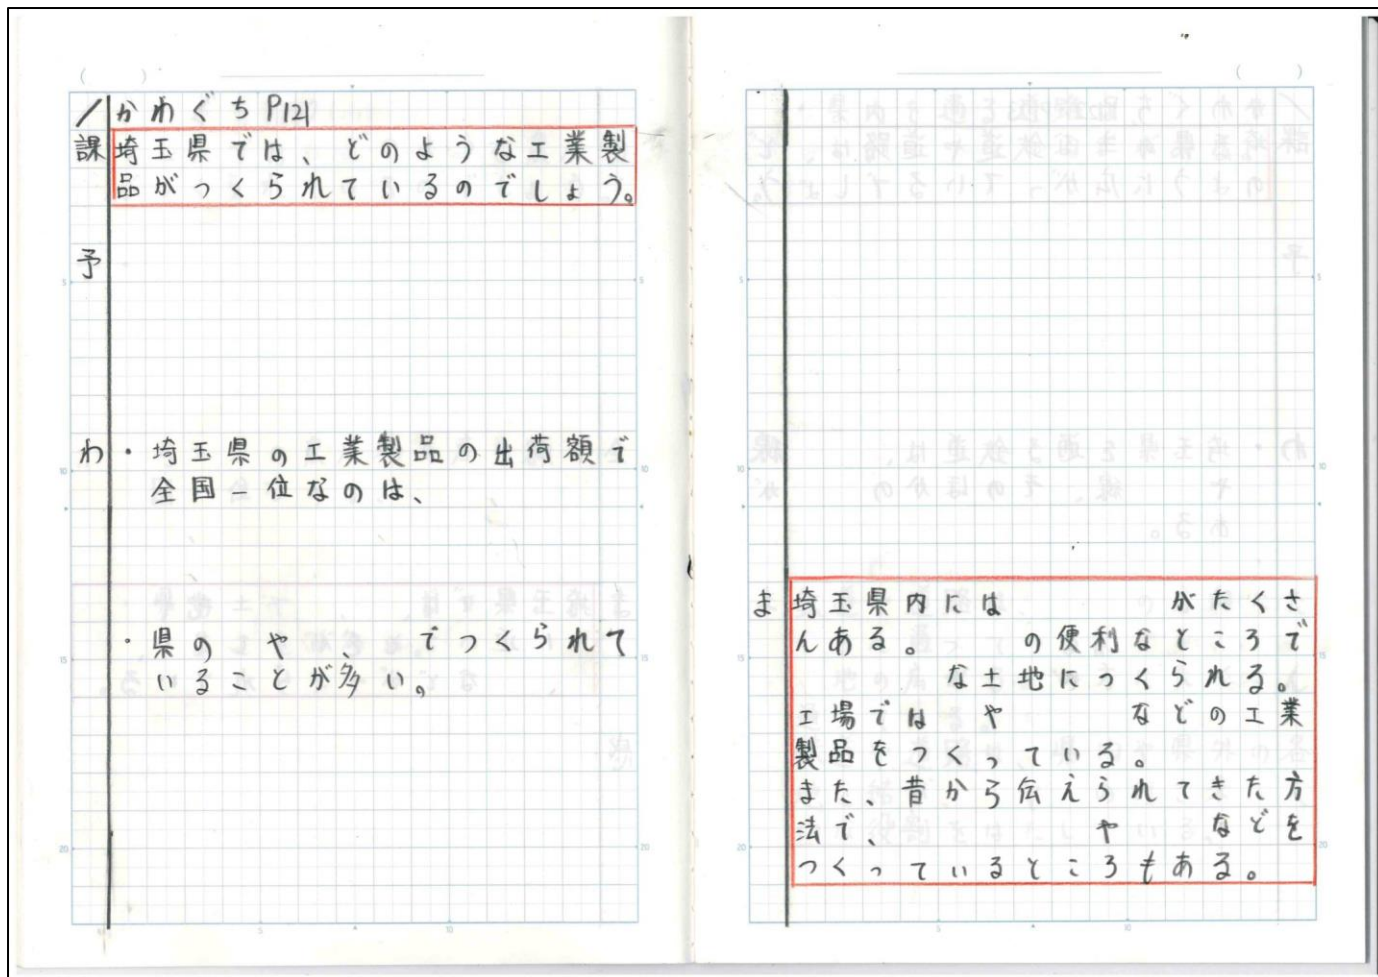 ／ かわぐち P121
課 埼玉県では、どのような工業製
品がつくられているのでしょう。
予
わ ・埼玉県の工業製品の出荷額で
全国一位なのは、
・県の や 、 でつくられて
いることが多い。
ま 埼玉県内には がたくさ
んある。 の便利なところで
な土地につくられる。
工場では や などの工業
製品をつくっている。
また、昔から伝えられてきた方
法で、 や などを
つくっているところもある。